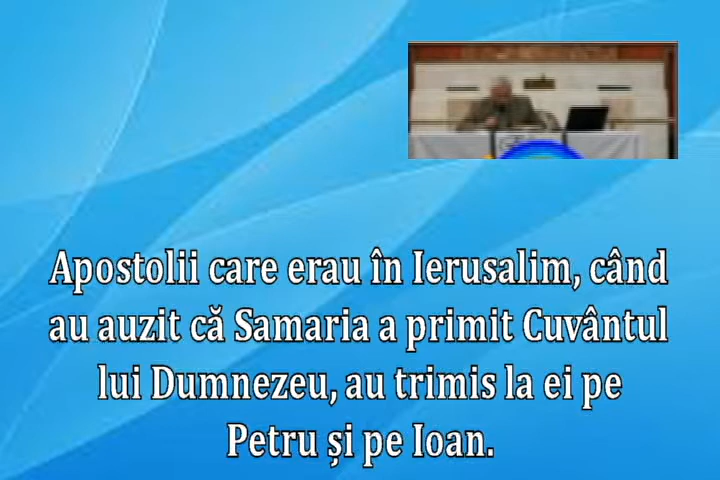 Apostolii care erau în Ierusalim, când
au auzit că Samaria a primit Cuvântul
lui Dumnezeu, au trimis la ei pe
Petru și pe Ioan.